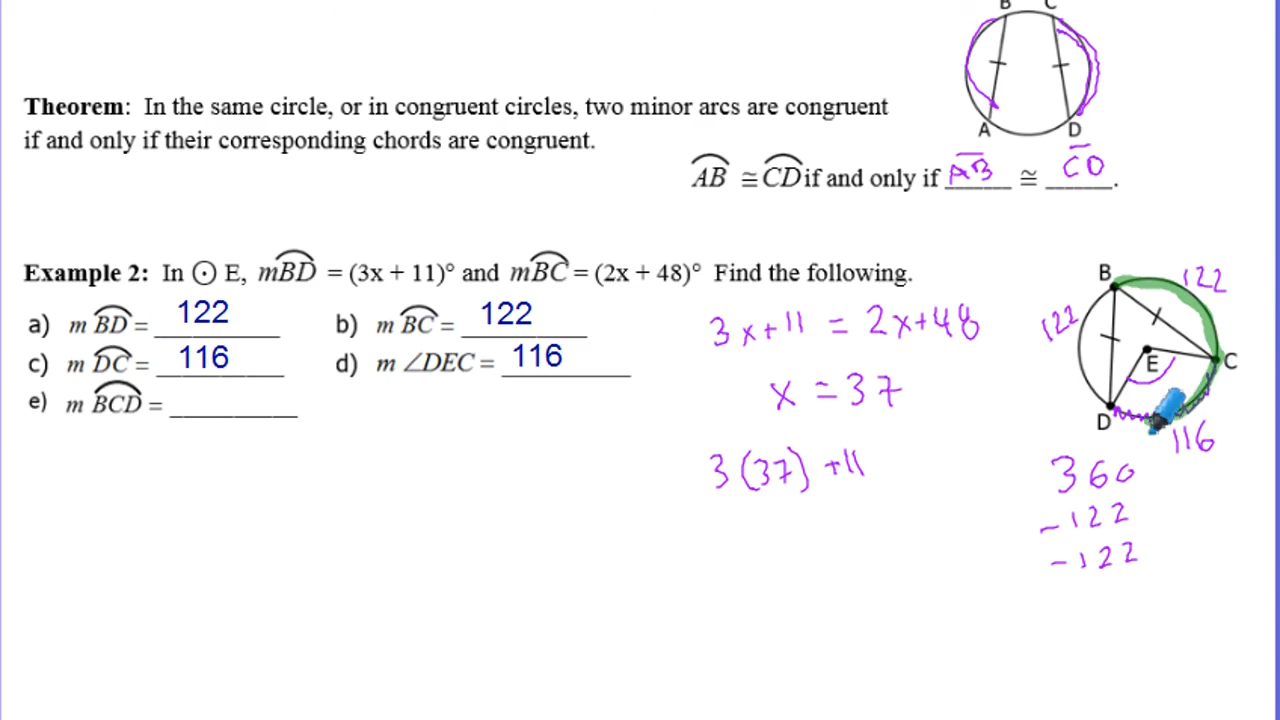 B C
Theorem: In the same circle, or in congruent circles, two minor arcs are congruent
if and only if their corresponding chords are congruent.
A D
AB ≅ CD if and only if AB ≅ CD.
Example 2: In ⊙ E, mBD = (3x + 11)° and mBC = (2x + 48)° Find the following.
a) m BD = 122 b) m BC = 122
c) m DC = 116 d) m ∠DEC = 116
e) m BCD = ________
3x+11 = 2x+48
x = 37
3(37) +11
B 122
122
E C
D
116
360
-122
-122